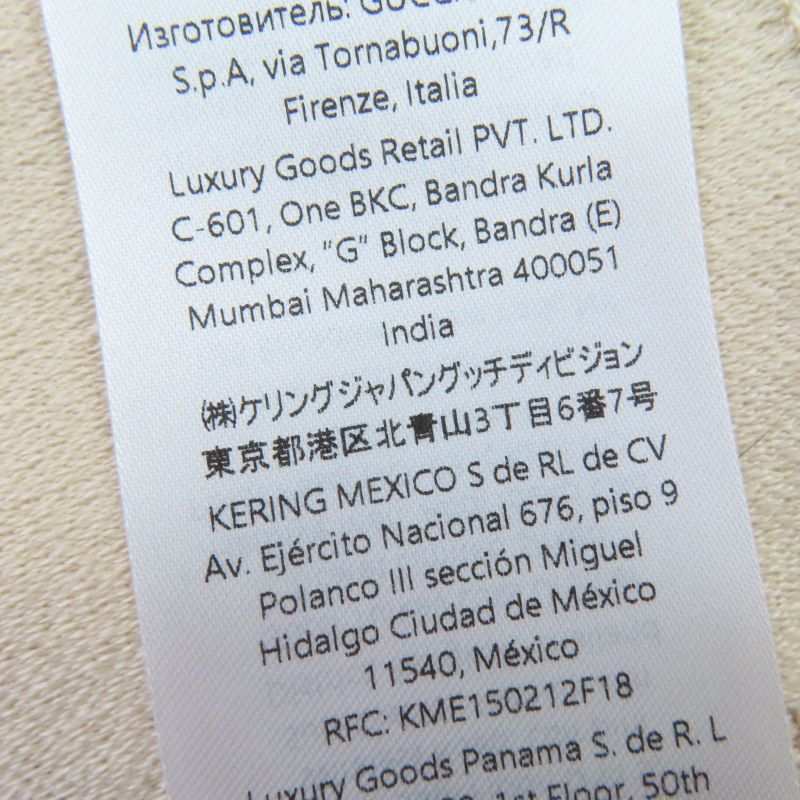 Изготовитель:
S.p.A, via Tornabuoni,73/R
Firenze, Italia
Luxury Goods Retail PVT. LTD.
C-601, One BKC, Bandra Kurla
Complex, "G" Block, Bandra (E)
Mumbai Maharashtra 400051
India
㈱ケリングジャパングッチディビジョン
東京都港区北青山3丁目6番7号
KERING MEXICO S de RL de CV
Av. Ejército Nacional 676, piso 9
Polanco III sección Miguel
Hidalgo Ciudad de México
11540, México
RFC: KME150212F18
Luxury Goods Panama S. de R. L
1st Floor, 50th